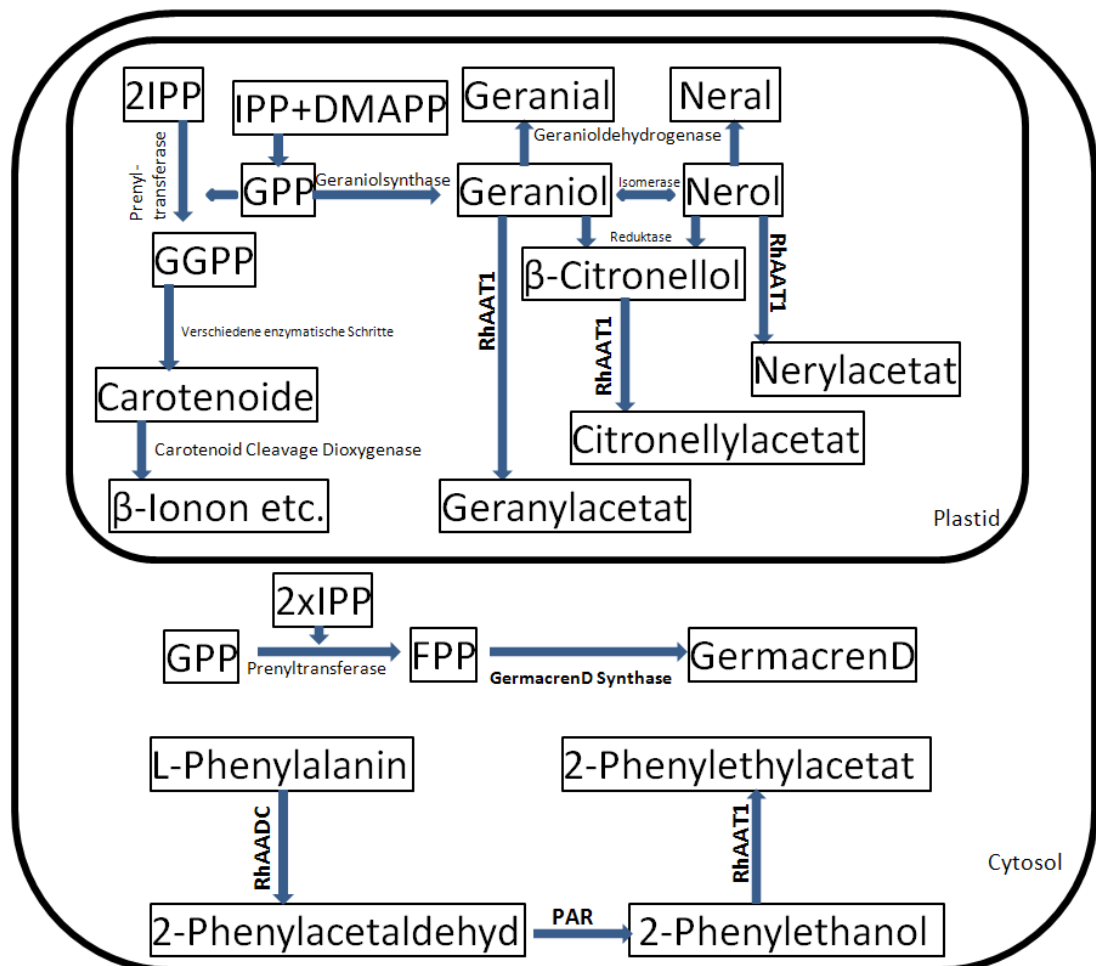 2IPP
IPP+DMAPP
Geranial
Neral
Prenyl-
transferase
Geranioldehydrogenase
GPP
Geraniolsynthase
Geraniol
Isomerase
Nerol
GGPP
Reduktase
β-Citronellol
RhAAT1
RhAAT1
RhAAT1
Verschiedene enzymatische Schritte
Nerylacetat
Carotenoide
Citronellylacetat
Carotenoid Cleavage Dioxygenase
β-Ionon etc.
Geranylacetat
Plastid
2xIPP
GPP
Prenyltransferase
FPP
GermacrenD Synthase
GermacrenD
L-Phenylalanin
2-Phenylethylacetat
RhAADC
RhAAT1
Cytosol
2-Phenylacetaldehyd
PAR
2-Phenylethanol